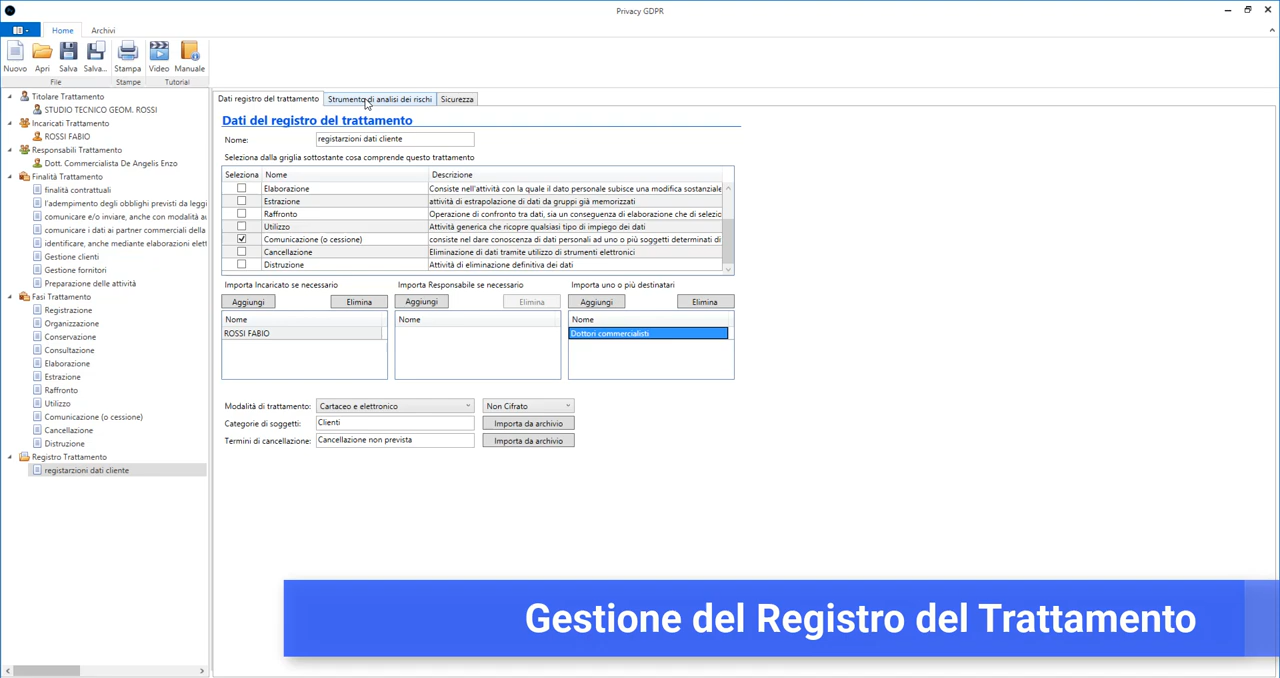 Privacy GDPR
Home Archivi
Nuovo Apri Salva Salva... Stampa Video Manuale
File Stampe Tutorial
Titolare Trattamento
STUDIO TECNICO GEOM. ROSSI
Incaricati Trattamento
ROSSI FABIO
Responsabili Trattamento
Dott. Commercialista De Angelis Enzo
Finalità Trattamento
finalità contrattuali
l'adempimento degli obblighi previsti da leggi
comunicare e/o inviare, anche con modalità au
comunicare i dati ai partner commerciali della
identificare, anche mediante elaborazioni elett
Gestione clienti
Gestione fornitori
Preparazione delle attività
Fasi Trattamento
Registrazione
Organizzazione
Conservazione
Consultazione
Elaborazione
Estrazione
Raffronto
Utilizzo
Comunicazione (o cessione)
Cancellazione
Distruzione
Registro Trattamento
registarzioni dati cliente
Dati registro del trattamento Strumento di analisi dei rischi Sicurezza
Dati del registro del trattamento
Nome: registarzioni dati cliente
Seleziona dalla griglia sottostante cosa comprende questo trattamento
Seleziona Nome Descrizione
Elaborazione Consiste nell'attività con la quale il dato personale subisce una modifica sostanziale
Estrazione attività di estrapolazione di dati da gruppi già memorizzati
Raffronto Operazione di confronto tra dati, sia un conseguenza di elaborazione che di selezio
Utilizzo Attività generica che ricopre qualsiasi tipo di impiego dei dati
Comunicazione (o cessione) consiste nel dare conoscenza di dati personali ad uno o più soggetti determinati di
Cancellazione Eliminazione di dati tramite utilizzo di strumenti elettronici
Distruzione Attività di eliminazione definitiva dei dati
Importa Incaricato se necessario Importa Responsabile se necessario Importa uno o più destinatari
Aggiungi Elimina Aggiungi Elimina Aggiungi Elimina
Nome Nome Nome
ROSSI FABIO Dottori commercialisti
Modalità di trattamento: Cartaceo e elettronico Non Cifrato
Categorie di soggetti: Clienti Importa da archivio
Termini di cancellazione: Cancellazione non prevista Importa da archivio
Gestione del Registro del Trattamento